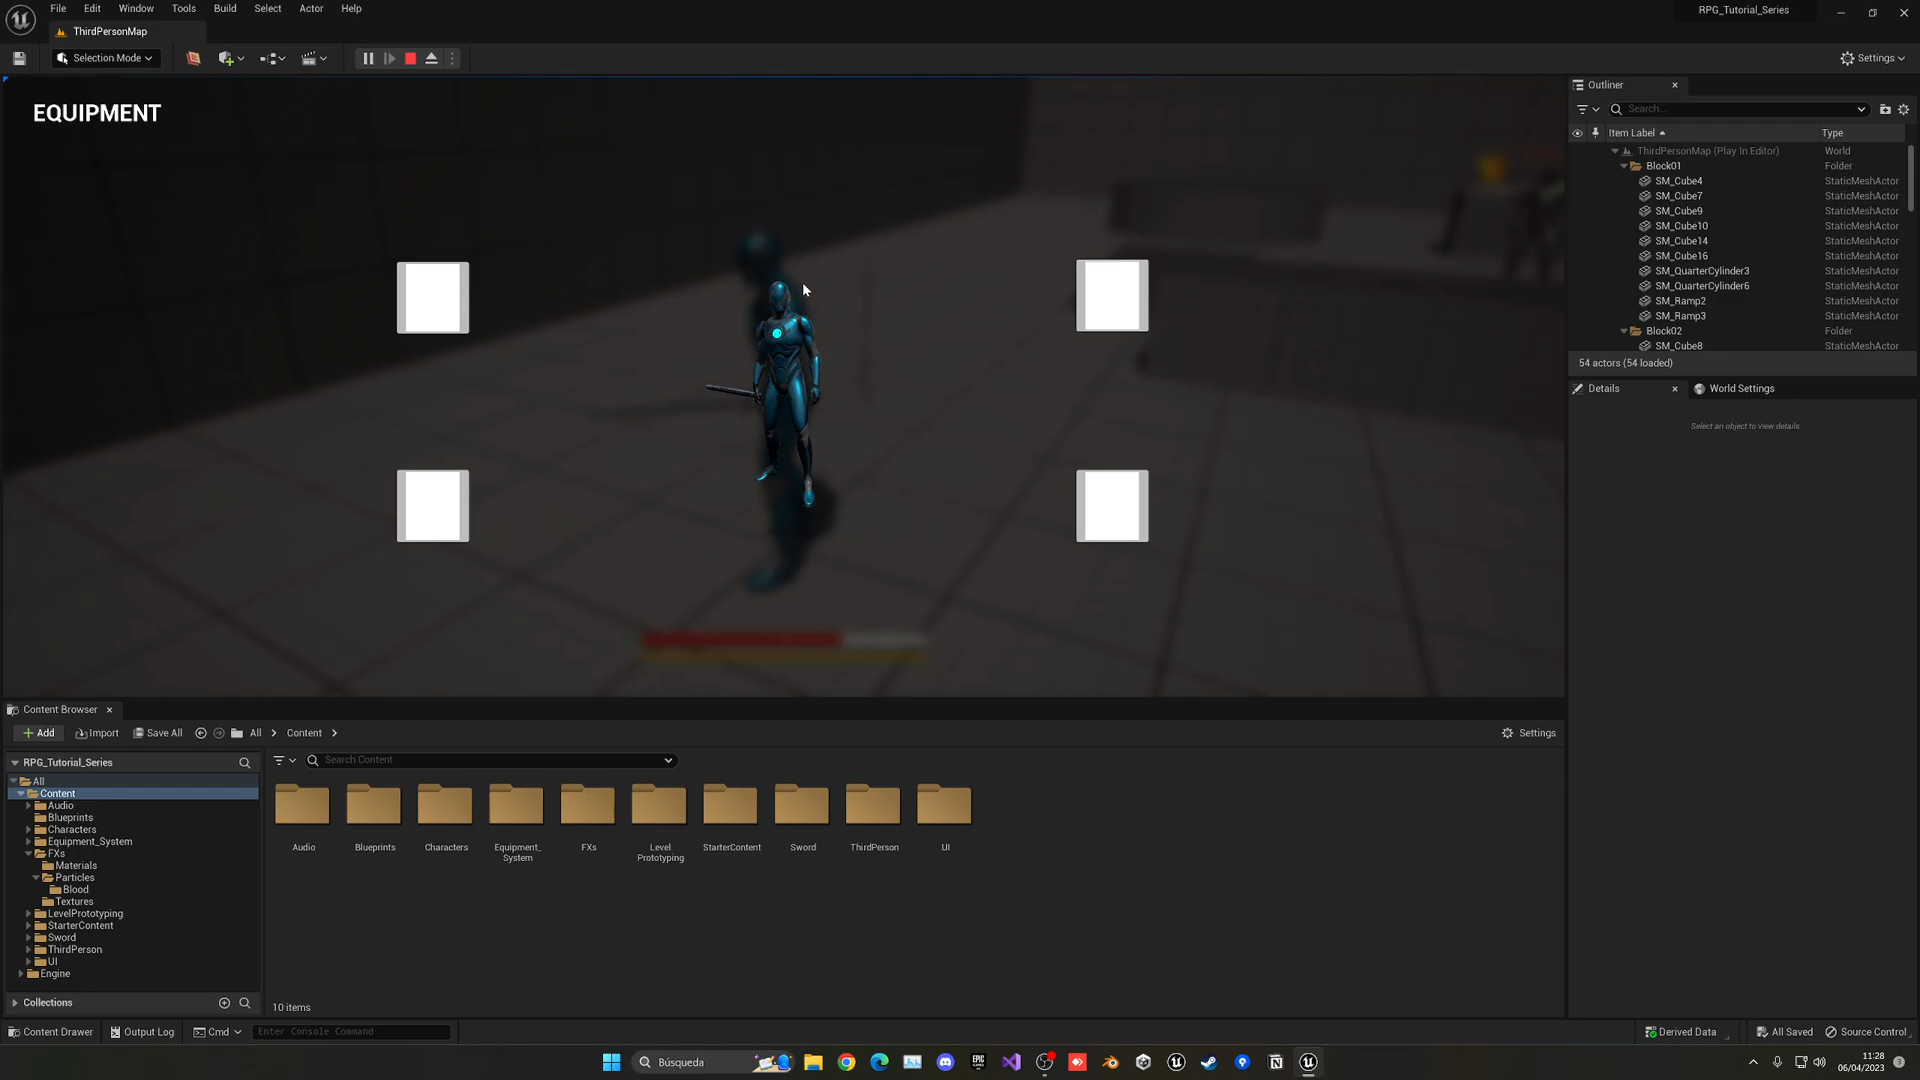 File Edit Window Tools Build Select Actor Help
RPG_Tutorial_Series
ThirdPersonMap
Selection Mode
Settings
EQUIPMENT
Outliner
Search...
Item Label Type
ThirdPersonMap (Play In Editor) World
Block01 Folder
SM_Cube4 StaticMeshActor
SM_Cube7 StaticMeshActor
SM_Cube9 StaticMeshActor
SM_Cube10 StaticMeshActor
SM_Cube14 StaticMeshActor
SM_Cube16 StaticMeshActor
SM_QuarterCylinder3 StaticMeshActor
SM_QuarterCylinder6 StaticMeshActor
SM_Ramp2 StaticMeshActor
SM_Ramp3 StaticMeshActor
Block02 Folder
SM_Cube8 StaticMeshActor
54 actors (54 loaded)
Details World Settings
Select an object to view details.
Content Browser
Add Import Save All All Content Settings
RPG_Tutorial_Series
Search Content
All
Content
Audio
Blueprints
Characters
Equipment_System
FXs
Materials
Particles
Blood
Textures
LevelPrototyping
StarterContent
Sword
ThirdPerson
UI
Engine
Collections
Audio Blueprints Characters Equipment_ FXs Level StarterContent Sword ThirdPerson UI
System Prototyping
10 items
Content Drawer Output Log Cmd Enter Console Command Derived Data All Saved Source Control
Búsqueda
EPIC
11:28
06/04/2023
3